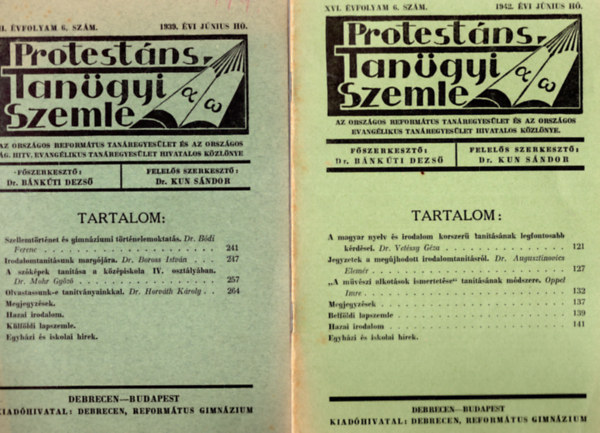 ÉVFOLYAM 6. SZÁM. 1939. ÉVI JÚNIUS HÓ.
Protestáns
Tanügyi
Szemle
α ω
AZ ORSZÁGOS REFORMÁTUS TANÁREGYESÜLET ÉS AZ ORSZÁGOS
ÁG. HITV. EVANGÉLIKUS TANÁREGYESÜLET HIVATALOS KÖZLÖNYE
FŐSZERKESZTŐ: FELELŐS SZERKESZTŐ:
Dr. BÁNKÚTI DEZSŐ Dr. KUN SÁNDOR
TARTALOM:
Szellemtörténet és gimnáziumi történelemoktatás. Dr. Bódi
Ferenc 241
Irodalomtanításunk margójára. Dr. Boross István 247
A szóképek tanítása a középiskola IV. osztályában.
Dr. Mohr Győző 257
Olvastassunk-e tanítványainkkal. Dr. Horváth Károly 264
Megjegyzések.
Hazai irodalom.
Külföldi lapszemle.
Egyházi és iskolai hírek.
DEBRECEN—BUDAPEST
KIADÓHIVATAL: DEBRECEN, REFORMÁTUS GIMNÁZIUM
XVI. ÉVFOLYAM 6. SZÁM. 1942. ÉVI JÚNIUS HÓ.
Protestáns
Tanügyi
Szemle
α ω
AZ ORSZÁGOS REFORMÁTUS TANÁREGYESÜLET ÉS AZ ORSZÁGOS
EVANGÉLIKUS TANÁREGYESÜLET HIVATALOS KÖZLÖNYE.
FŐSZERKESZTŐ: FELELŐS SZERKESZTŐ:
Dr. BÁNKÚTI DEZSŐ Dr. KUN SÁNDOR
TARTALOM:
A magyar nyelv és irodalom korszerű tanításának legfontosabb
kérdései. Dr. Vetéssy Géza 121
Jegyzetek a megújhodott irodalomtanításról. Dr. Augusztinovics
Elemér 127
„A művészi alkotások ismertetése“ tanításának módszere. Oppel
Imre 132
Megjegyzések 137
Belföldi lapszemle 139
Hazai irodalom 141
Egyházi és iskolai hírek.
DEBRECEN—BUDAPEST
KIADÓHIVATAL: DEBRECEN, REFORMÁTUS GIMNÁZIUM